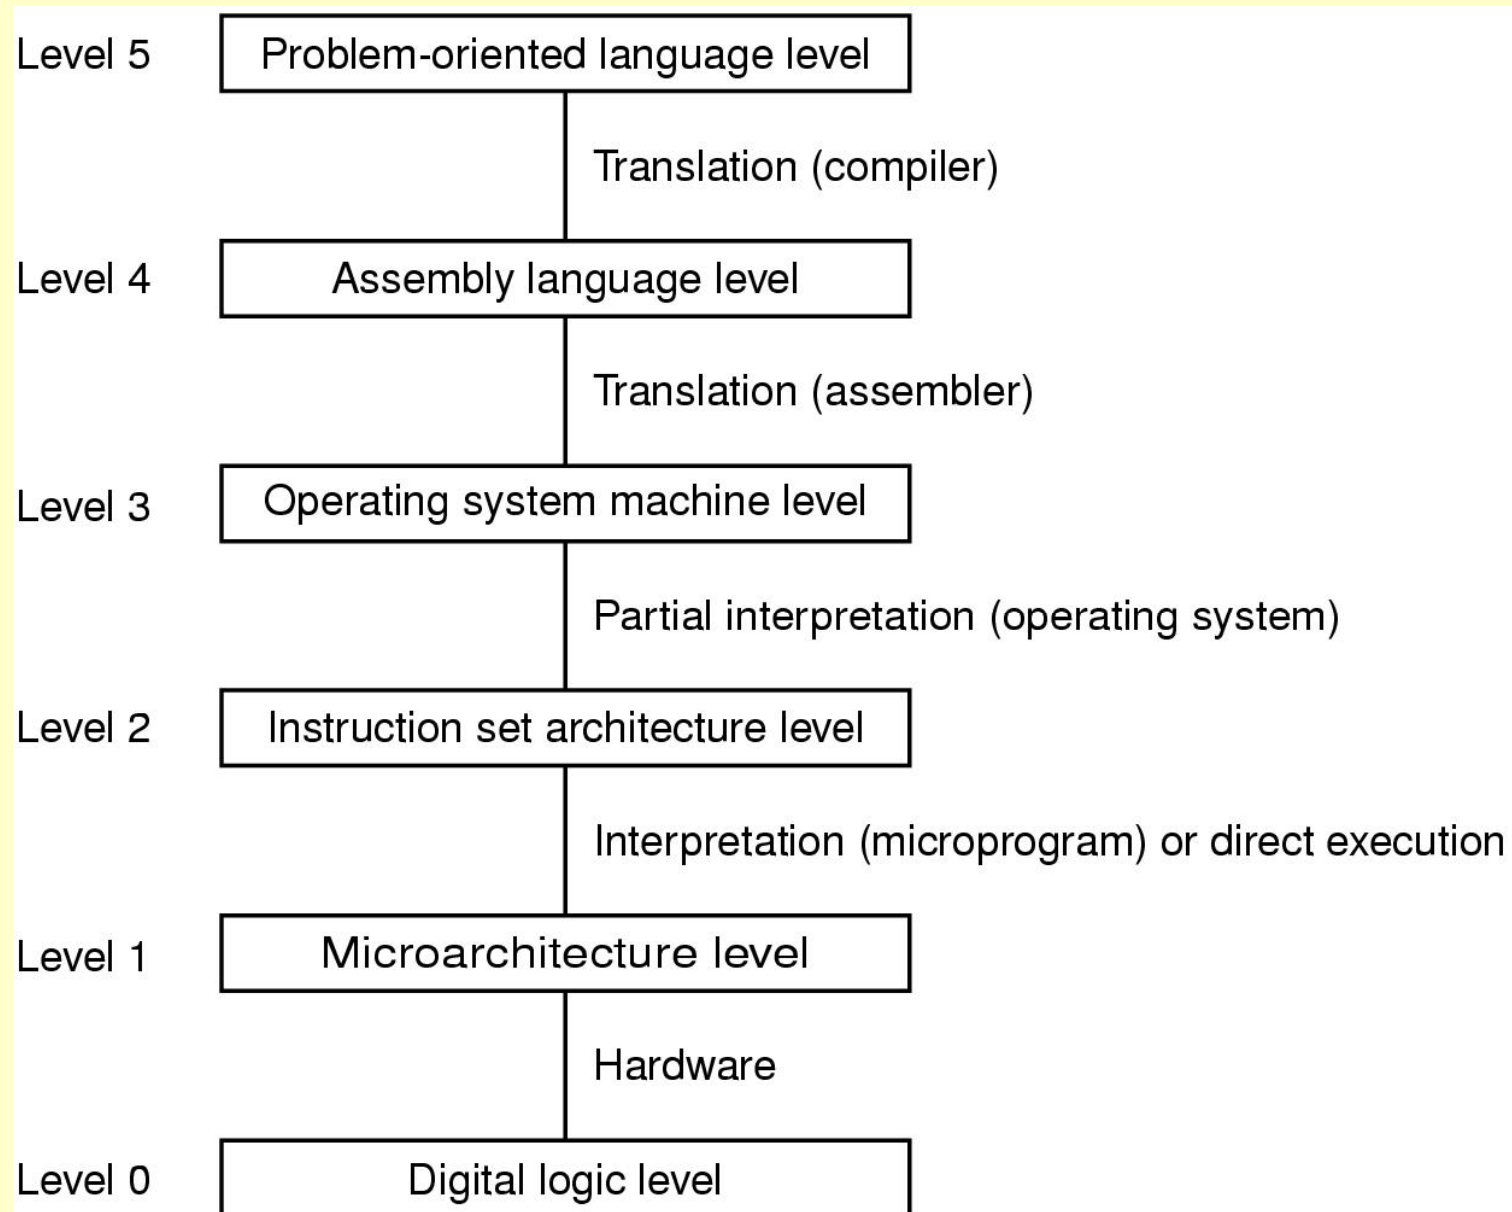 Level 5 Problem-oriented language level
Translation (compiler)
Level 4 Assembly language level
Translation (assembler)
Level 3 Operating system machine level
Partial interpretation (operating system)
Level 2 Instruction set architecture level
Interpretation (microprogram) or direct execution
Level 1 Microarchitecture level
Hardware
Level 0 Digital logic level